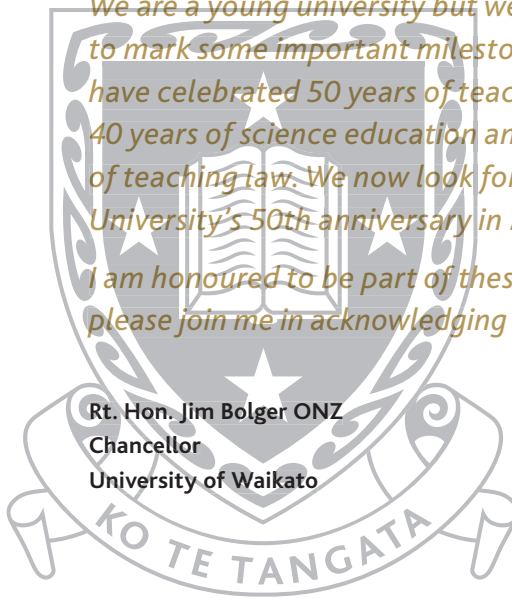 We are a young university but we
to mark some important milesto
have celebrated 50 years of teac
40 years of science education an
of teaching law. We now look for
University's 50th anniversary in
I am honoured to be part of thes
please join me in acknowledging
Rt. Hon. Jim Bolger ONZ
Chancellor
University of Waikato
KO TE TANGATA